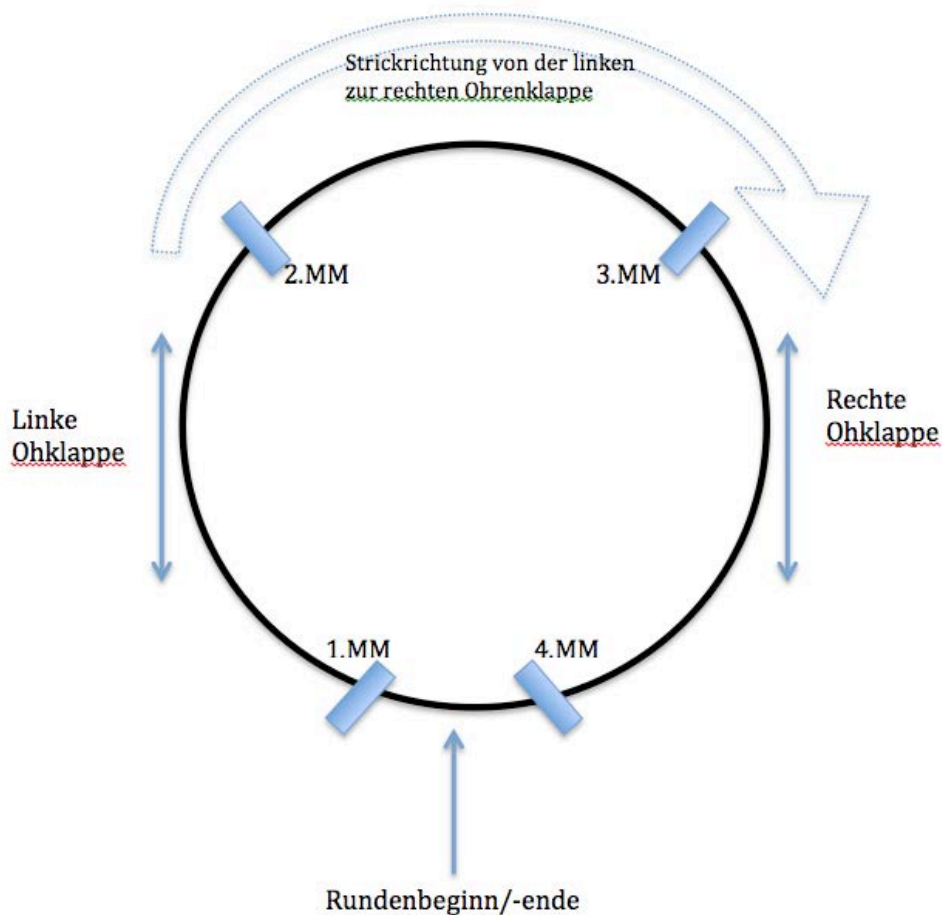 Strickrichtung von der linken
zur rechten Ohrenklappe
2.MM
3.MM
Linke
Ohklappe
Rechte
Ohklappe
1.MM
4.MM
Rundenbeginn/-ende